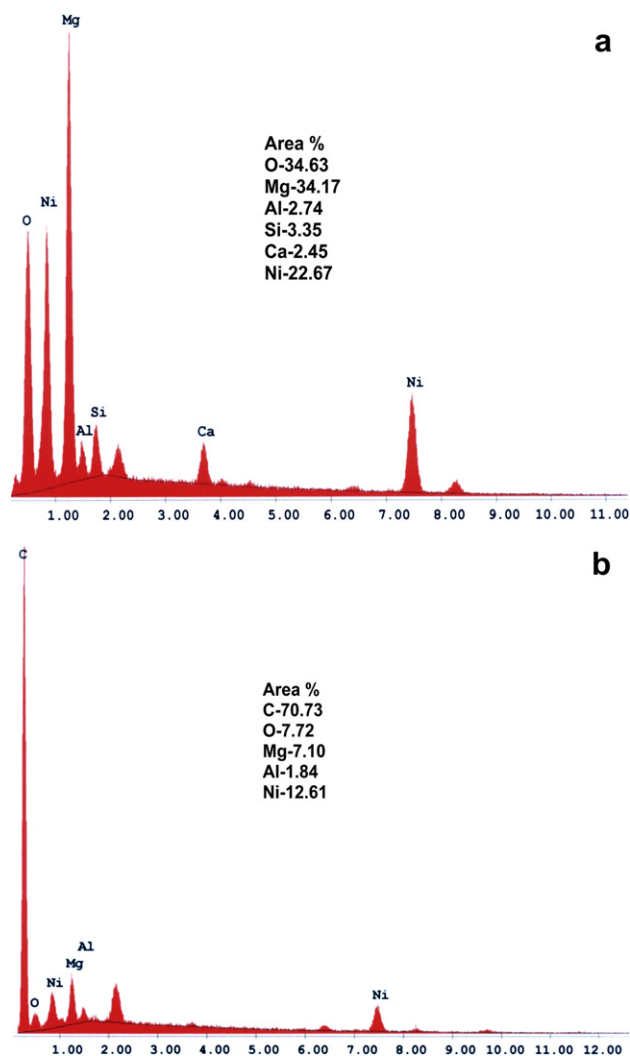 Mg
a
Area %
O-34.63
Mg-34.17
Al-2.74
Si-3.35
Ca-2.45
Ni-22.67
O
Ni
Al
Si
Ca
Ni
1.00 2.00 3.00 4.00 5.00 6.00 7.00 8.00 9.00 10.00 11.00
C
b
Area %
C-70.73
O-7.72
Mg-7.10
Al-1.84
Ni-12.61
O
Ni
Mg
Al
Ni
1.00 2.00 3.00 4.00 5.00 6.00 7.00 8.00 9.00 10.00 11.00 12.00